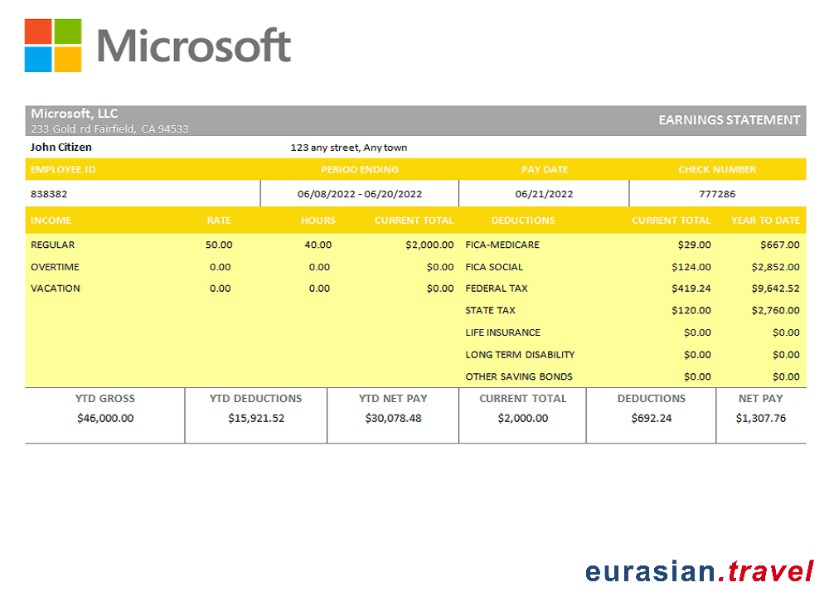 Microsoft
Microsoft, LLC
233 Gold rd Fairfield, CA 94533
EARNINGS STATEMENT
John Citizen 123 any street, Any town
EMPLOYEE ID PERIOD ENDING PAY DATE CHECK NUMBER
838382 06/08/2022 - 06/20/2022 06/21/2022 777286
INCOME RATE HOURS CURRENT TOTAL DEDUCTIONS CURRENT TOTAL YEAR TO DATE
REGULAR 50.00 40.00 $2,000.00 FICA-MEDICARE $29.00 $667.00
OVERTIME 0.00 0.00 $0.00 FICA SOCIAL $124.00 $2,852.00
VACATION 0.00 0.00 $0.00 FEDERAL TAX $419.24 $9,642.52
STATE TAX $120.00 $2,760.00
LIFE INSURANCE $0.00 $0.00
LONG TERM DISABILITY $0.00 $0.00
OTHER SAVING BONDS $0.00 $0.00
YTD GROSS YTD DEDUCTIONS YTD NET PAY CURRENT TOTAL DEDUCTIONS NET PAY
$46,000.00 $15,921.52 $30,078.48 $2,000.00 $692.24 $1,307.76
eurasian.travel